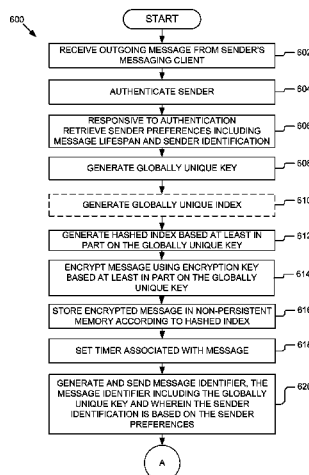 600
START
RECEIVE OUTGOING MESSAGE FROM SENDER'S
MESSAGING CLIENT
602
AUTHENTICATE SENDER
604
RESPONSIVE TO AUTHENTICATION
RETRIEVE SENDER PREFERENCES INCLUDING
MESSAGE LIFESPAN AND SENDER IDENTIFICATION
606
GENERATE GLOBALLY UNIQUE KEY
608
GENERATE GLOBALLY UNIQUE INDEX
610
GENERATE HASHED INDEX BASED AT LEAST IN
PART ON THE GLOBALLY UNIQUE KEY
612
ENCRYPT MESSAGE USING ENCRYPTION KEY
BASED AT LEAST IN PART ON THE GLOBALLY
UNIQUE KEY
614
STORE ENCRYPTED MESSAGE IN NON-PERSISTENT
MEMORY ACCORDING TO HASHED INDEX
616
SET TIMER ASSOCIATED WITH MESSAGE
618
GENERATE AND SEND MESSAGE IDENTIFIER, THE
MESSAGE IDENTIFIER INCLUDING THE GLOBALLY
UNIQUE KEY AND WHEREIN THE SENDER
IDENTIFICATION IS BASED ON THE SENDER
PREFERENCES
620
A